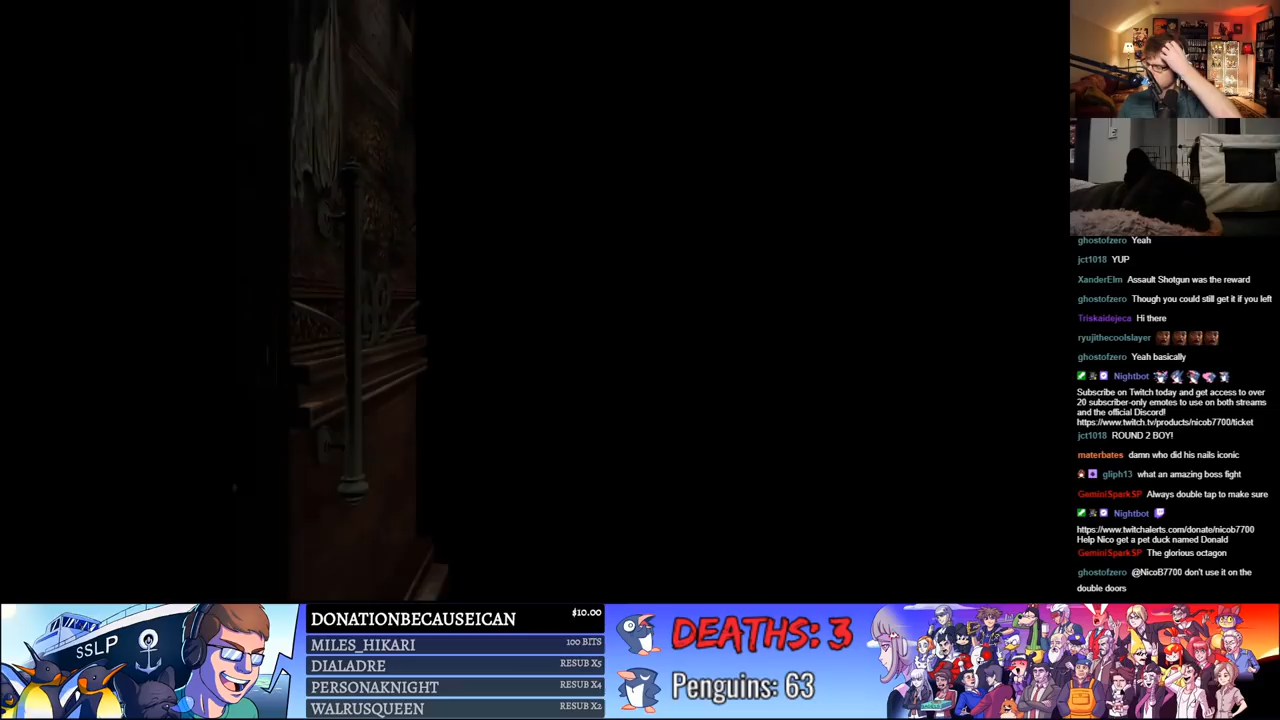 ghostofzero Yeah
jct1018 YUP
XanderElm Assault Shotgun was the reward
ghostofzero Though you could still get it if you left
Triskaidejeca Hi there
ryujithecoolslayer
ghostofzero Yeah basically
Nightbot
Subscribe on Twitch today and get access to over
20 subscriber-only emotes to use on both streams
and the official Discord!
https://www.twitch.tv/products/nicob7700/ticket
jct1018 ROUND 2 BOY!
materbates damn who did his nails iconic
gliph13 what an amazing boss fight
GeminiSparkSP Always double tap to make sure
Nightbot
https://www.twitchalerts.com/donate/nicob7700
Help Nico get a pet duck named Donald
GeminiSparkSP The glorious octagon
ghostofzero @NicoB7700 don't use it on the
double doors
SSLP
DONATIONBECAUSEICAN $10.00
MILES_HIKARI 100 BITS
DIALADRE RESUB X5
PERSONAKNIGHT RESUB X4
WALRUSQUEEN RESUB X2
DEATHS: 3
Penguins: 63